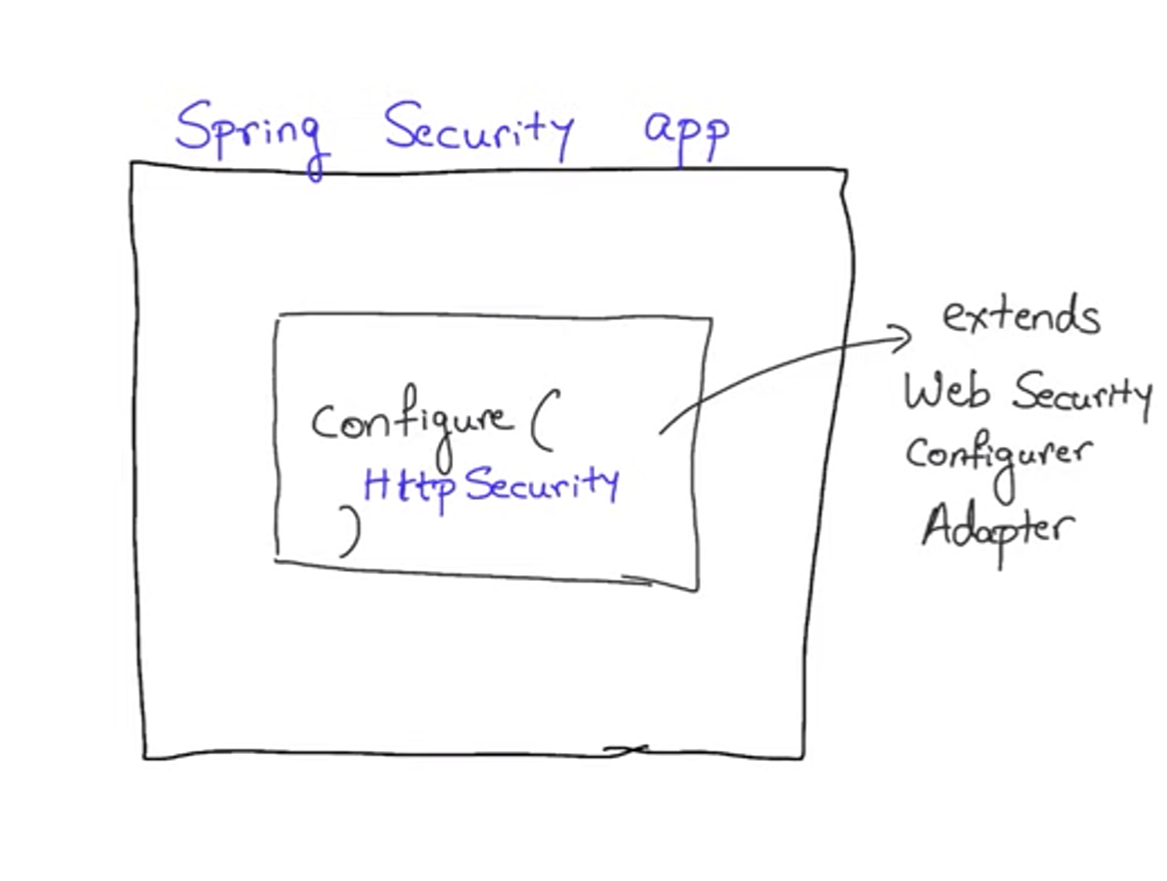 Spring Security app
Configure (
HttpSecurity
)
extends
Web Security
Configurer
Adapter